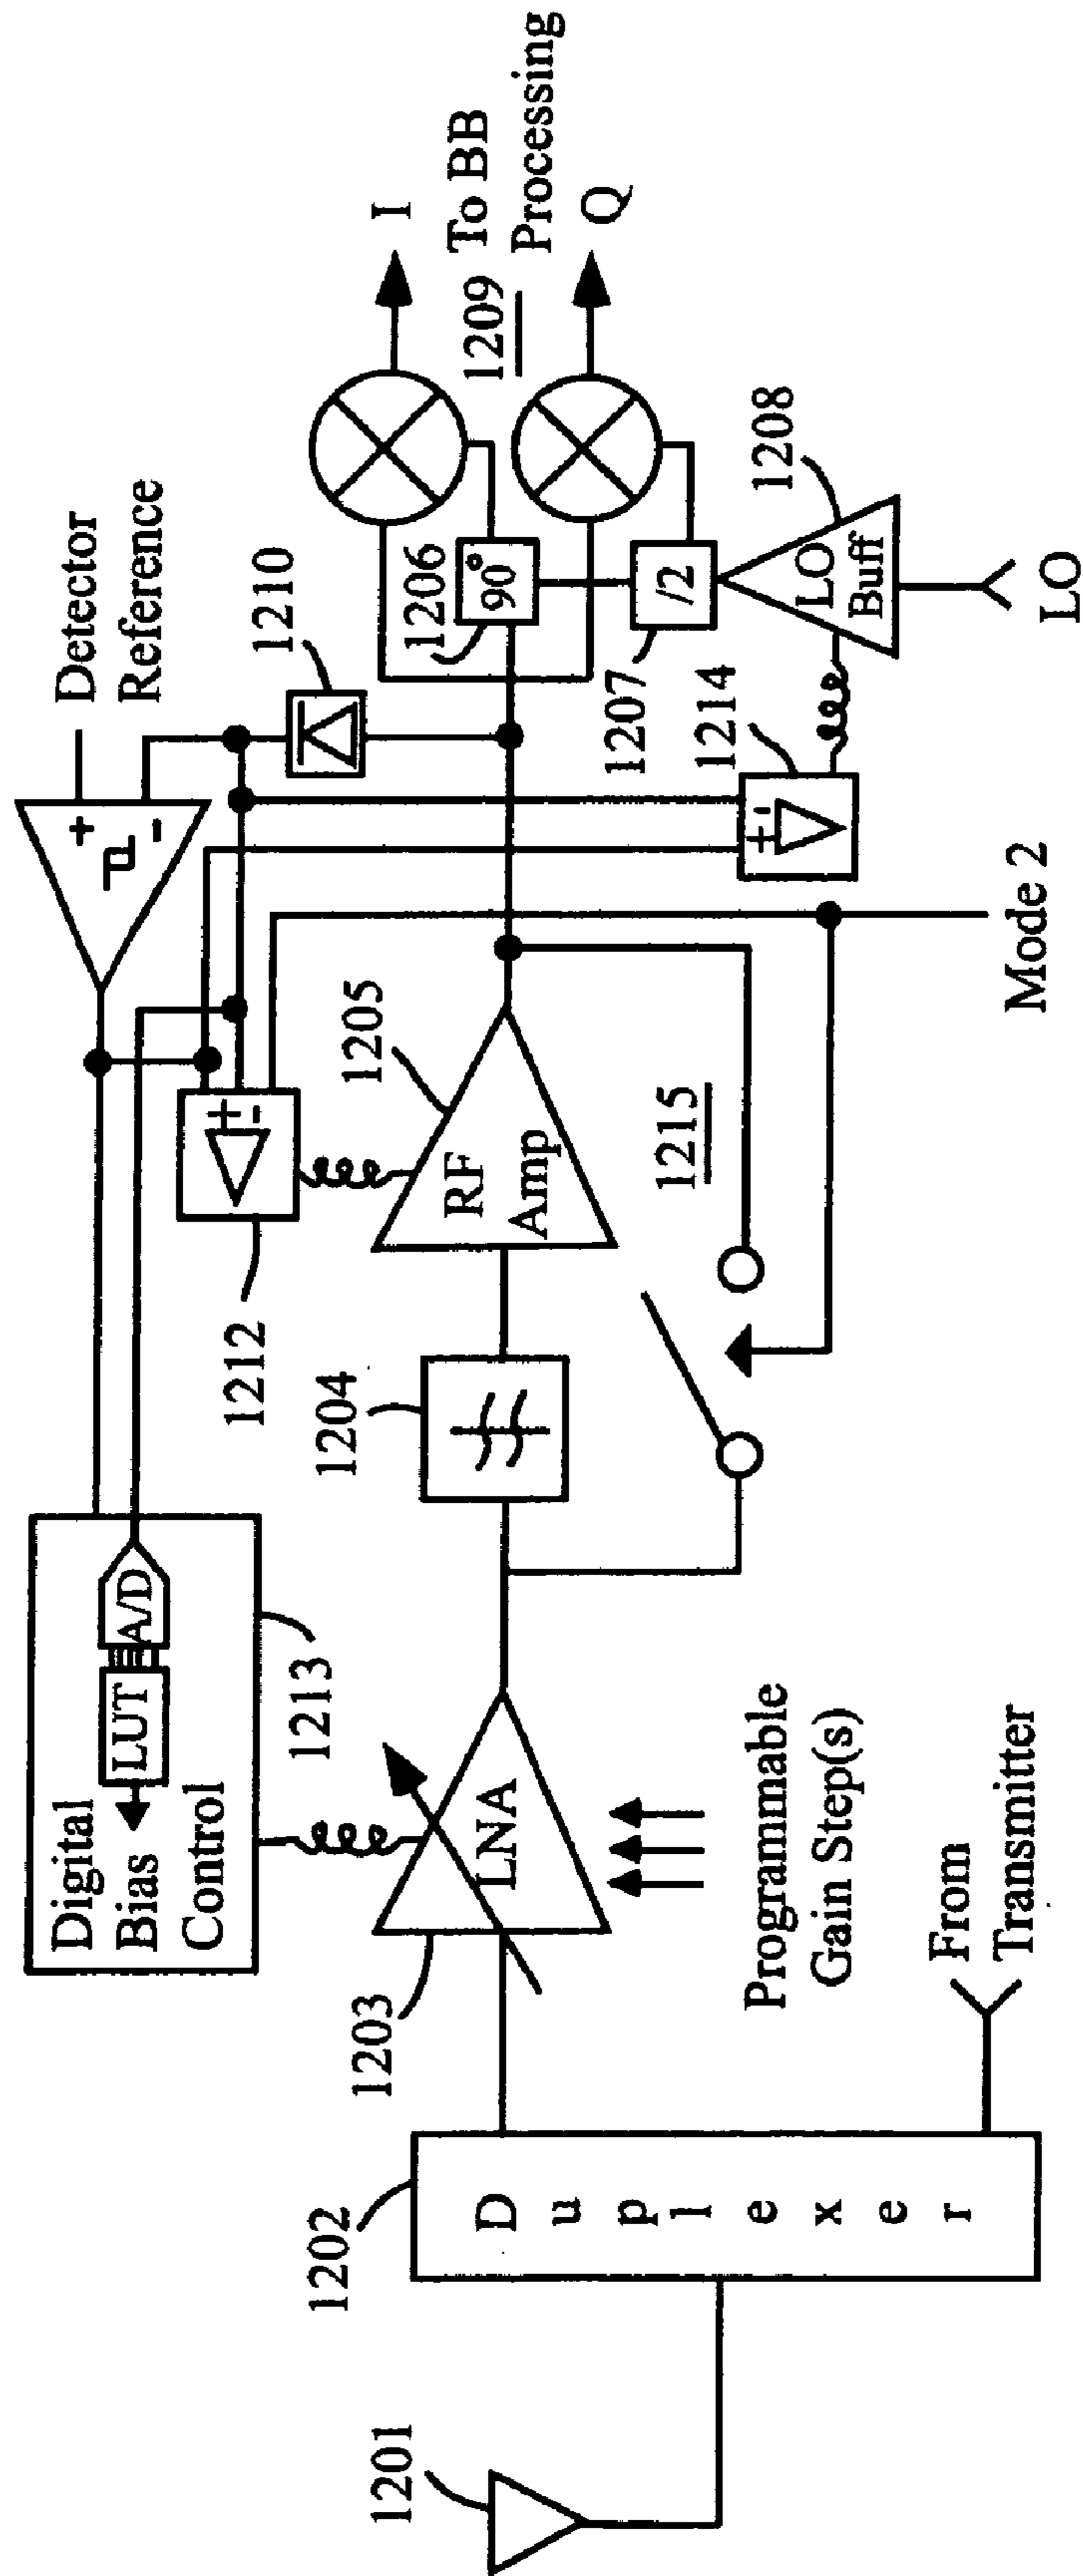 1201
1202
Duplexer
From
Transmitter
1203
LNA
Programmable
Gain Step(s)
Digital
Bias
Control
LUT
A/D
1213
1204
1212
+
-
RF
Amp
1205
1215
Mode 2
+
-
Detector
Reference
1210
1206
90°
1207
/2
1214
+
-
LO
Buff
1208
LO
I
1209
To BB
Processing
Q